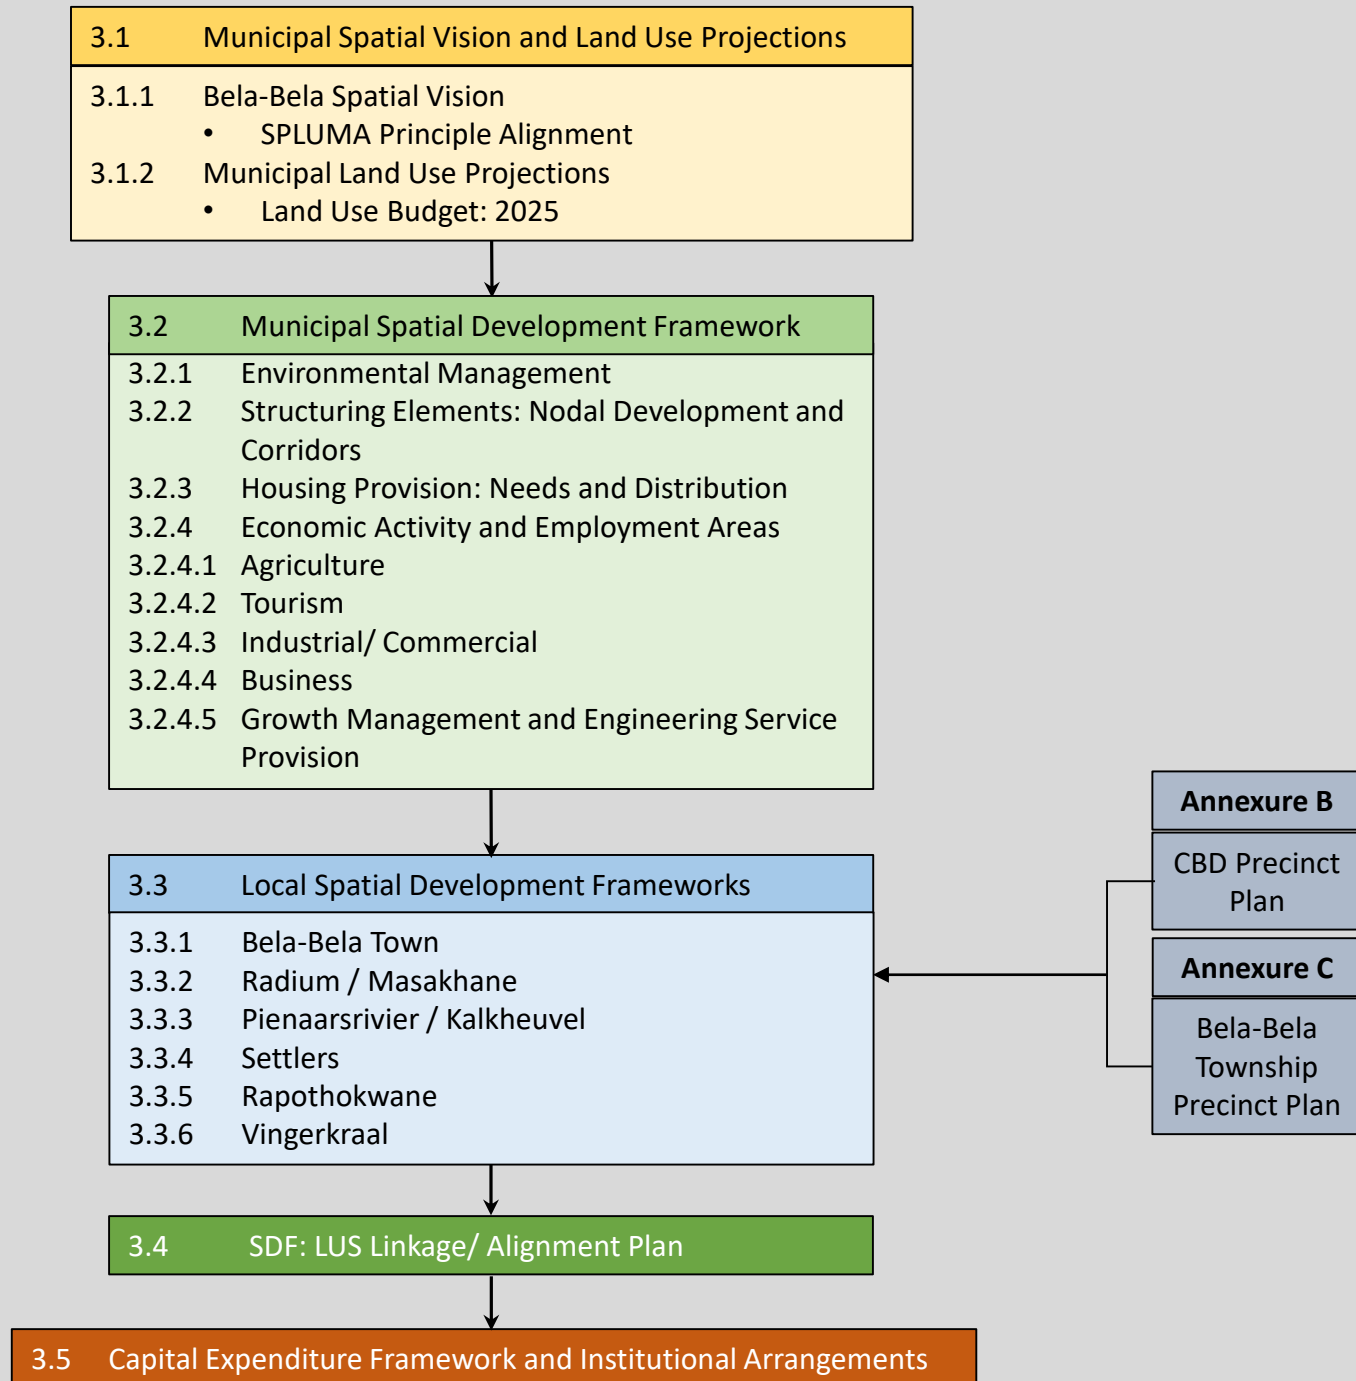 3.1 Municipal Spatial Vision and Land Use Projections
3.1.1 Bela-Bela Spatial Vision
• SPLUMA Principle Alignment
3.1.2 Municipal Land Use Projections
• Land Use Budget: 2025
3.2 Municipal Spatial Development Framework
3.2.1 Environmental Management
3.2.2 Structuring Elements: Nodal Development and
Corridors
3.2.3 Housing Provision: Needs and Distribution
3.2.4 Economic Activity and Employment Areas
3.2.4.1 Agriculture
3.2.4.2 Tourism
3.2.4.3 Industrial/ Commercial
3.2.4.4 Business
3.2.4.5 Growth Management and Engineering Service
Provision
3.3 Local Spatial Development Frameworks
3.3.1 Bela-Bela Town
3.3.2 Radium / Masakhane
3.3.3 Pienaarsrivier / Kalkheuvel
3.3.4 Settlers
3.3.5 Rapothokwane
3.3.6 Vingerkraal
Annexure B
CBD Precinct
Plan
Annexure C
Bela-Bela
Township
Precinct Plan
3.4 SDF: LUS Linkage/ Alignment Plan
3.5 Capital Expenditure Framework and Institutional Arrangements